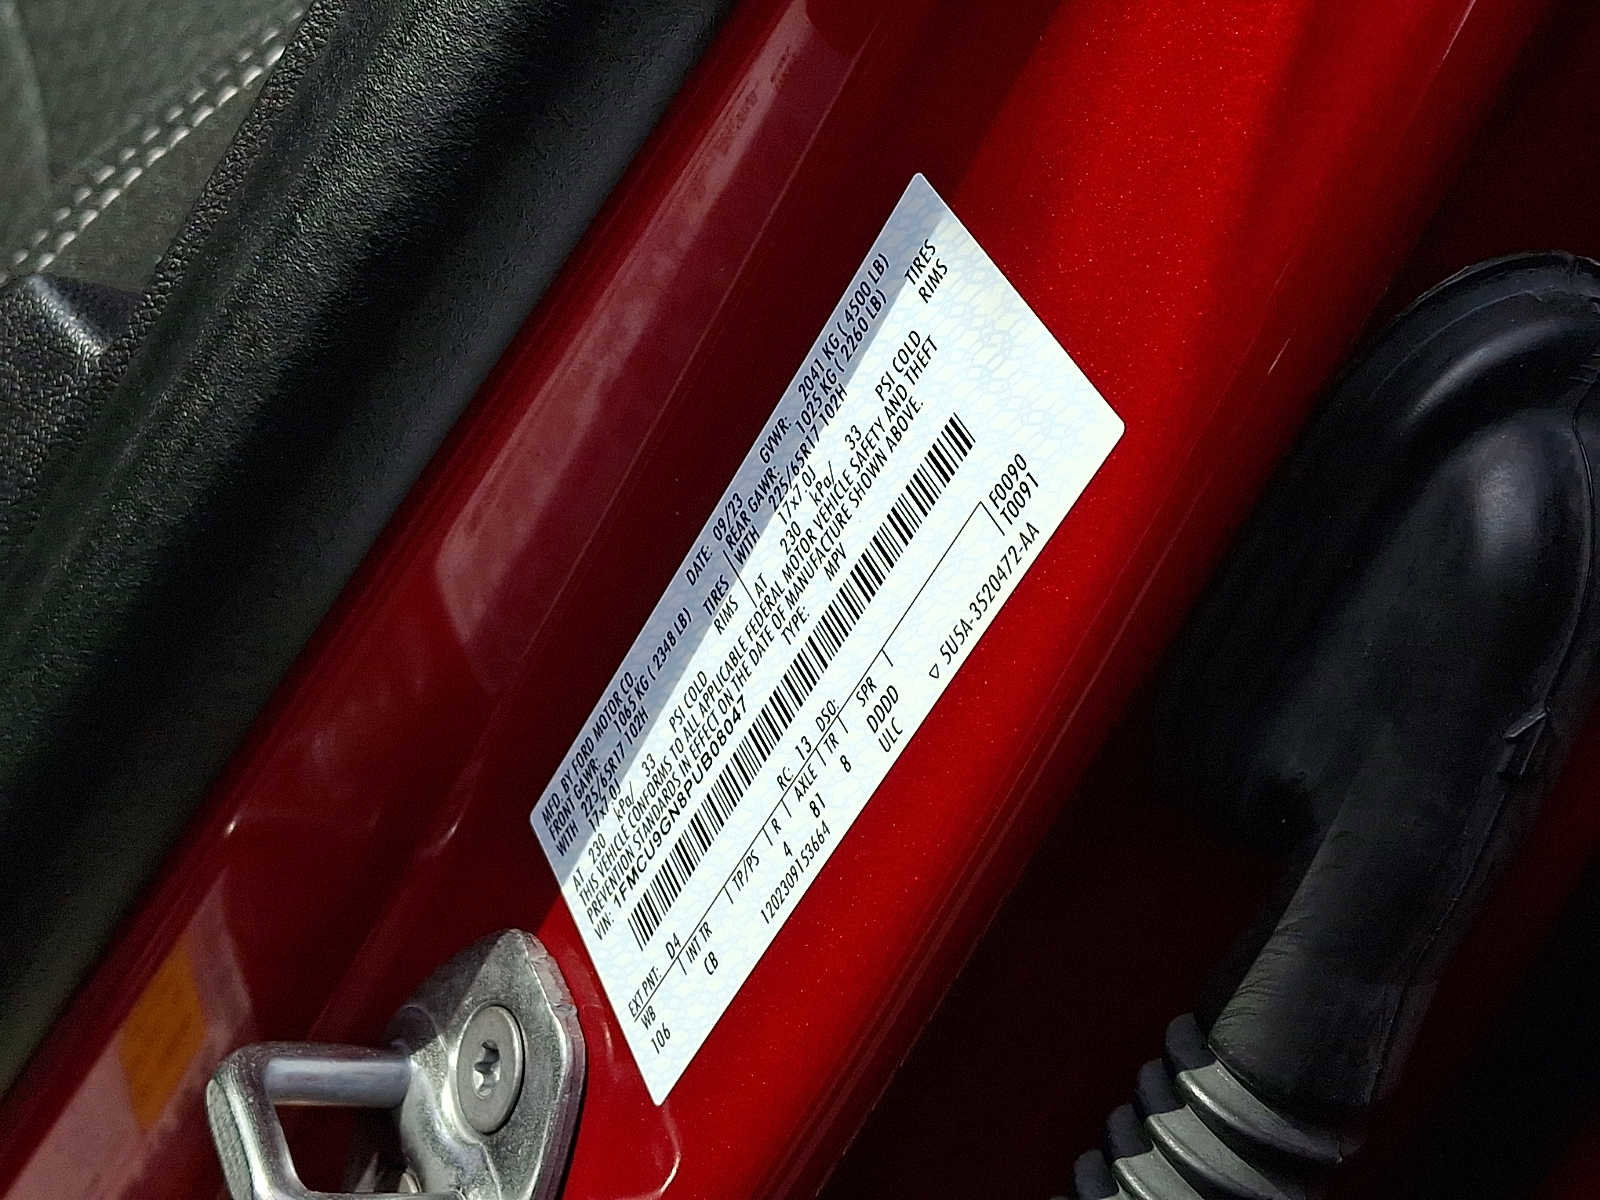 MFD. BY FORD MOTOR CO. DATE: 09/23 GVWR: 2041 KG ( 4500 LB)
FRONT GAWR: 1065 KG ( 2348 LB) REAR GAWR: 1025 KG ( 2260 LB)
WITH 225/65R17 102H TIRES WITH 225/65R17 102H TIRES
17x7.0J RIMS 17x7.0J RIMS
AT 230 kPa/ 33 PSI COLD AT 230 kPa/ 33 PSI COLD
THIS VEHICLE CONFORMS TO ALL APPLICABLE FEDERAL MOTOR VEHICLE SAFETY AND THEFT
PREVENTION STANDARDS IN EFFECT ON THE DATE OF MANUFACTURE SHOWN ABOVE.
VIN: 1FMCU9GN8PUB08047 TYPE: MPV
EXT PNT: D4 RC: 13 DSO: F0090
WB INT TR TP/PS R AXLE TR SPR T0091
106 CB 4 81 8 DDDD
ULC
1202309153664 ▽ 5U5A-3520472-AA